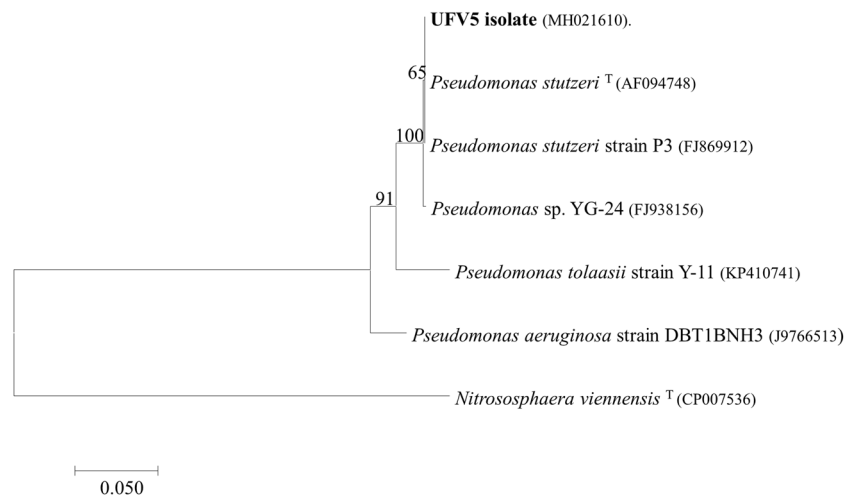 UFV5 isolate (MH021610).
65
Pseudomonas stutzeri T (AF094748)
100
Pseudomonas stutzeri strain P3 (FJ869912)
91
Pseudomonas sp. YG-24 (FJ938156)
Pseudomonas tolaasii strain Y-11 (KP410741)
Pseudomonas aeruginosa strain DBT1BNH3 (J9766513)
Nitrososphaera viennensis T (CP007536)
0.050